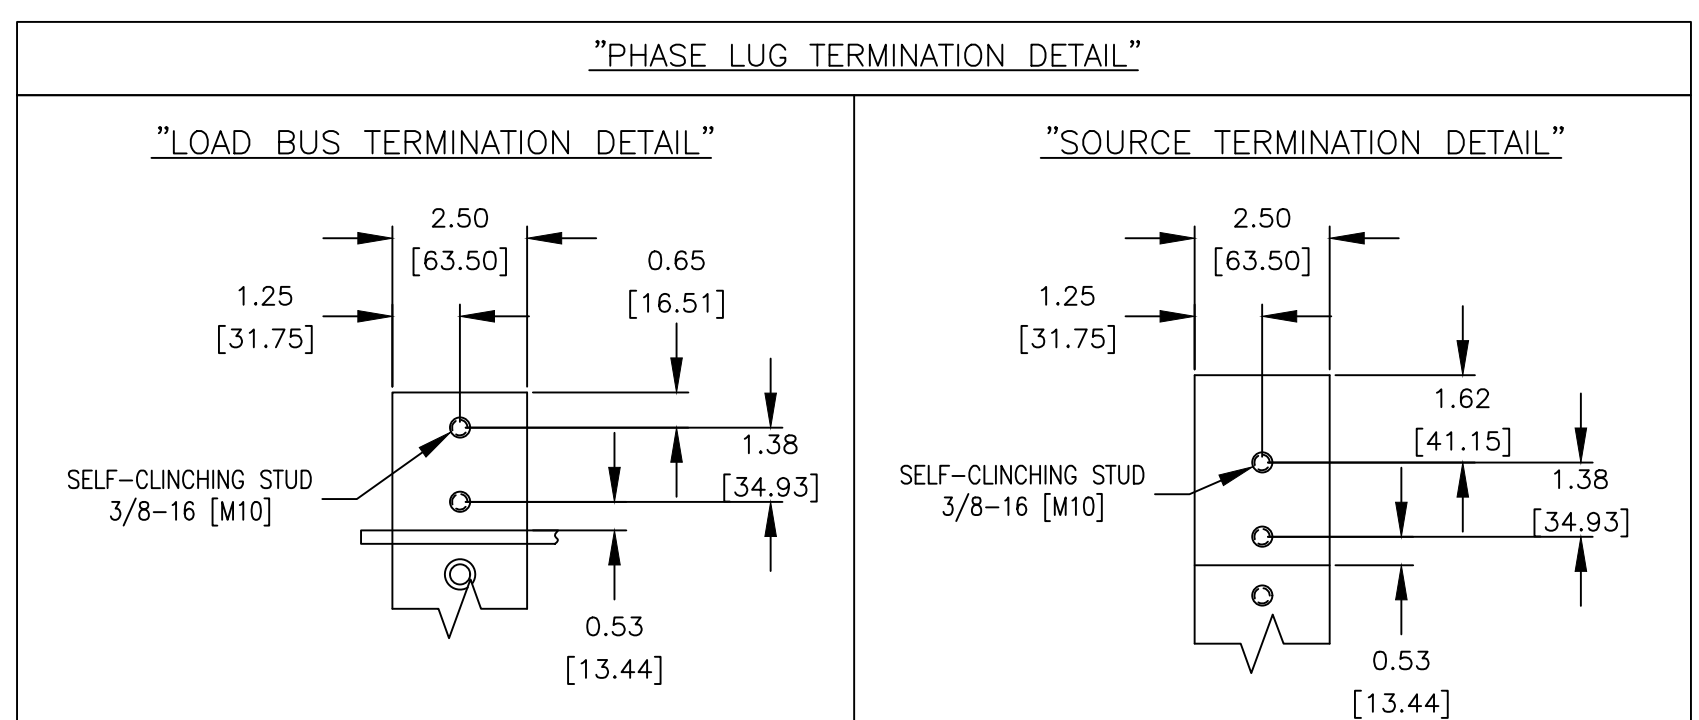 "PHASE LUG TERMINATION DETAIL"
"LOAD BUS TERMINATION DETAIL"
2.50
[63.50]
0.65
[16.51]
1.25
[31.75]
1.38
[34.93]
SELF-CLINCHING STUD
3/8-16 [M10]
0.53
[13.44]
"SOURCE TERMINATION DETAIL"
2.50
[63.50]
1.25
[31.75]
1.62
[41.15]
1.38
[34.93]
SELF-CLINCHING STUD
3/8-16 [M10]
0.53
[13.44]